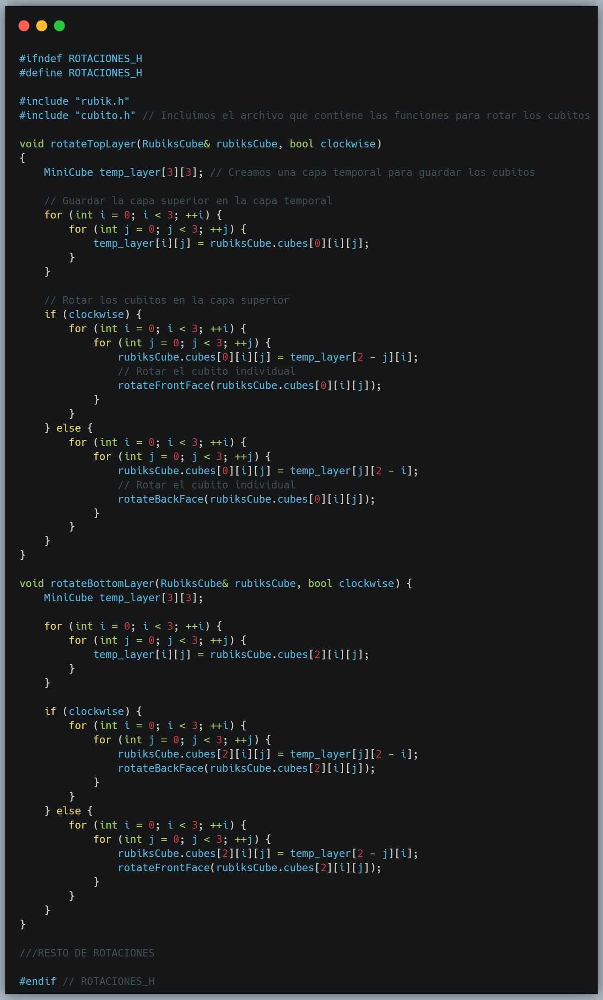 #ifndef ROTACIONES_H
#define ROTACIONES_H

#include "rubik.h"
#include "cubito.h" // Incluimos el archivo que contiene las funciones para rotar los cubitos

void rotateTopLayer(RubiksCube& rubiksCube, bool clockwise)
{
    MiniCube temp_layer[3][3]; // Creamos una capa temporal para guardar los cubitos

    // Guardar la capa superior en la capa temporal
    for (int i = 0; i < 3; ++i) {
        for (int j = 0; j < 3; ++j) {
            temp_layer[i][j] = rubiksCube.cubes[0][i][j];
        }
    }

    // Rotar los cubitos en la capa superior
    if (clockwise) {
        for (int i = 0; i < 3; ++i) {
            for (int j = 0; j < 3; ++j) {
                rubiksCube.cubes[0][i][j] = temp_layer[2 - j][i];
                // Rotar el cubito individual
                rotateFrontFace(rubiksCube.cubes[0][i][j]);
            }
        }
    } else {
        for (int i = 0; i < 3; ++i) {
            for (int j = 0; j < 3; ++j) {
                rubiksCube.cubes[0][i][j] = temp_layer[j][2 - i];
                // Rotar el cubito individual
                rotateBackFace(rubiksCube.cubes[0][i][j]);
            }
        }
    }
}

void rotateBottomLayer(RubiksCube& rubiksCube, bool clockwise) {
    MiniCube temp_layer[3][3];

    for (int i = 0; i < 3; ++i) {
        for (int j = 0; j < 3; ++j) {
            temp_layer[i][j] = rubiksCube.cubes[2][i][j];
        }
    }

    if (clockwise) {
        for (int i = 0; i < 3; ++i) {
            for (int j = 0; j < 3; ++j) {
                rubiksCube.cubes[2][i][j] = temp_layer[j][2 - i];
                rotateBackFace(rubiksCube.cubes[2][i][j]);
            }
        }
    } else {
        for (int i = 0; i < 3; ++i) {
            for (int j = 0; j < 3; ++j) {
                rubiksCube.cubes[2][i][j] = temp_layer[2 - j][i];
                rotateFrontFace(rubiksCube.cubes[2][i][j]);
            }
        }
    }
}

///RESTO DE ROTACIONES

#endif // ROTACIONES_H